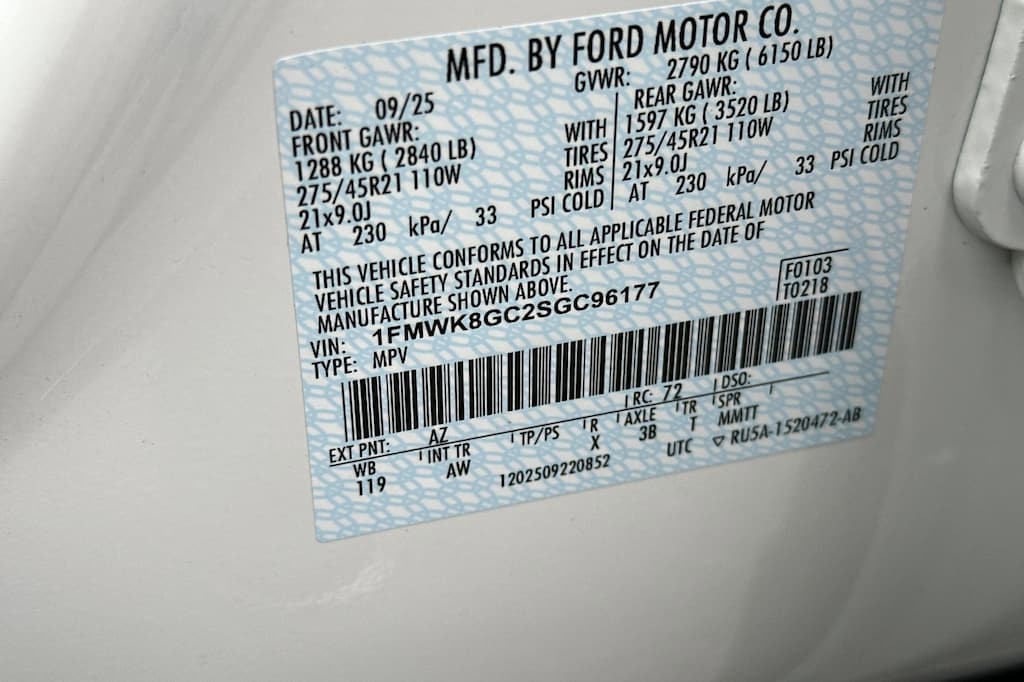 MFD. BY FORD MOTOR CO.
DATE: 09/25 GVWR: 2790 KG ( 6150 LB)
FRONT GAWR: REAR GAWR:
1288 KG ( 2840 LB) WITH 1597 KG ( 3520 LB) WITH
275/45R21 110W TIRES 275/45R21 110W TIRES
21x9.0J RIMS 21x9.0J RIMS
AT 230 kPa/ 33 PSI COLD AT 230 kPa/ 33 PSI COLD
THIS VEHICLE CONFORMS TO ALL APPLICABLE FEDERAL MOTOR
VEHICLE SAFETY STANDARDS IN EFFECT ON THE DATE OF
MANUFACTURE SHOWN ABOVE.
VIN: 1FMWK8GC2SGC96177 F0103
TYPE: MPV T0218
EXT PNT: AZ RC: 72 DSO:
WB INT TR TP/PS R AXLE TR SPR
119 AW X 3B T MMTT
1202509220852 UTC ▽ RU5A-1520472-AB